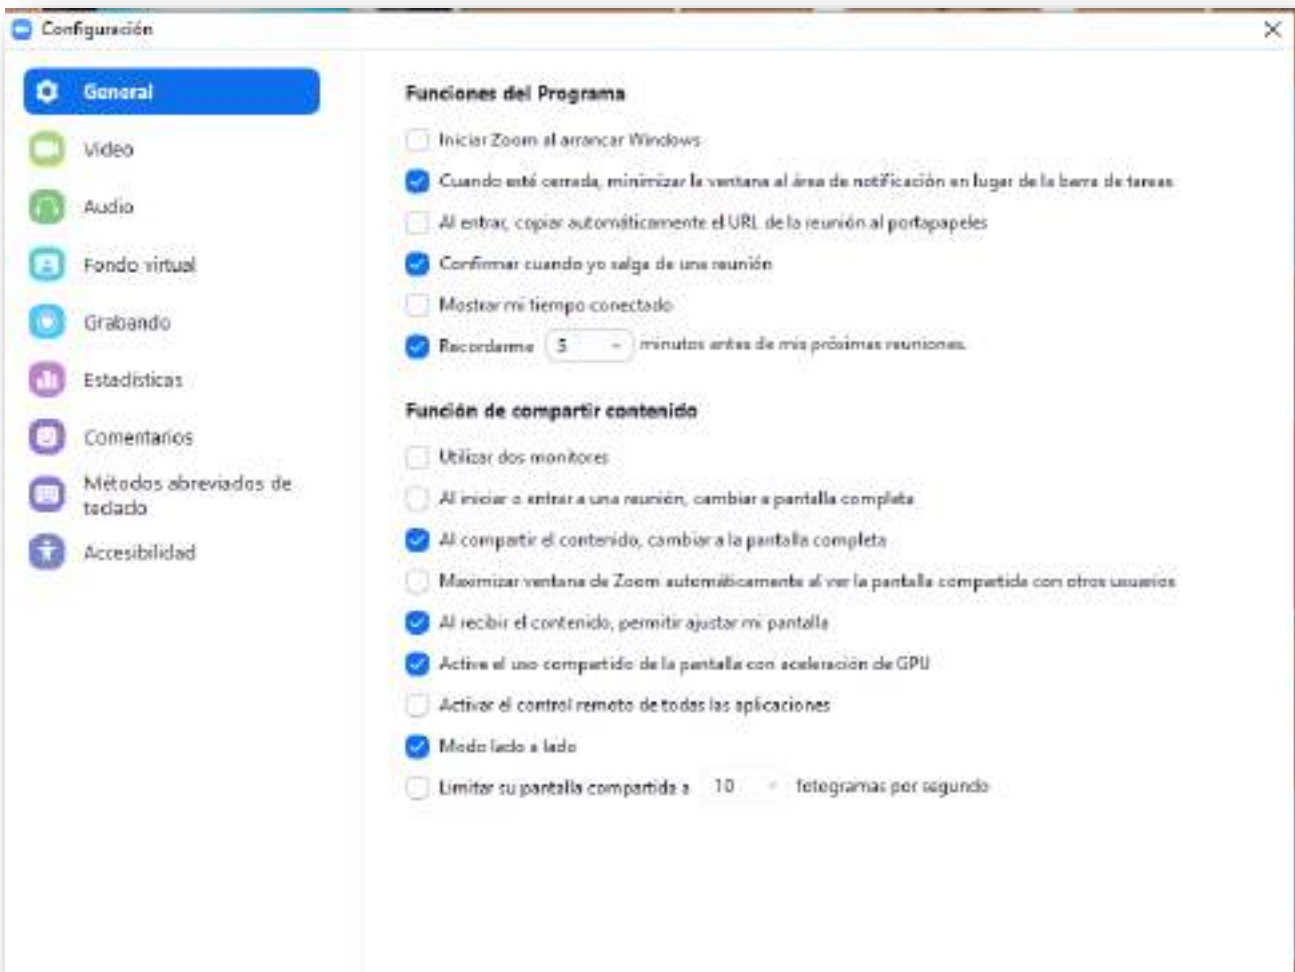 Configuración
General
Video
Audio
Fondo virtual
Grabando
Estadísticas
Comentarios
Métodos abreviados de
teclado
Accesibilidad
Funciones del Programa
Iniciar Zoom al arrancar Windows
Cuando esté cerrada, minimizar la ventana al área de notificación en lugar de la barra de tareas
Al entrar, copiar automáticamente el URL de la reunión al portapapeles
Confirmar cuando yo salga de una reunión
Mostrar mi tiempo conectado
Recordarme 5 minutos antes de mis próximas reuniones.
Función de compartir contenido
Utilizar dos monitores
Al iniciar o entrar a una reunión, cambiar a pantalla completa
Al compartir el contenido, cambiar a la pantalla completa
Maximizar ventana de Zoom automáticamente al ver la pantalla compartida con otros usuarios
Al recibir el contenido, permitir ajustar mi pantalla
Active el uso compartido de la pantalla con aceleración de GPU
Activar el control remoto de todas las aplicaciones
Modo lado a lado
Limitar su pantalla compartida a 10 fotogramas por segundo